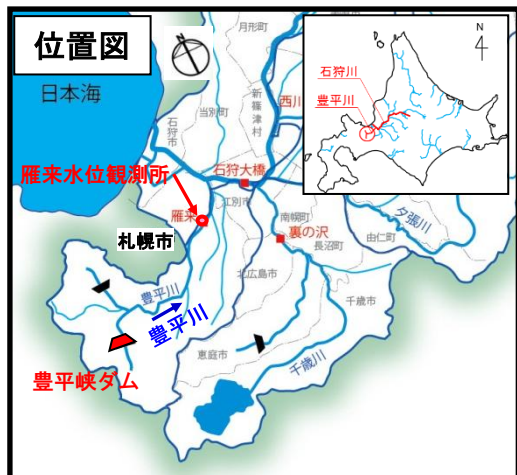 位置図
日本海
月形町
新篠津村
当別町
石狩市
西川
石狩大橋
雁来水位観測所
江別市
雁来
札幌市
南幌町
裏の沢
長沼町
由仁町
夕張川
北広島市
千歳市
豊平川
豊平川
恵庭市
千歳川
豊平峡ダム
N
石狩川
豊平川